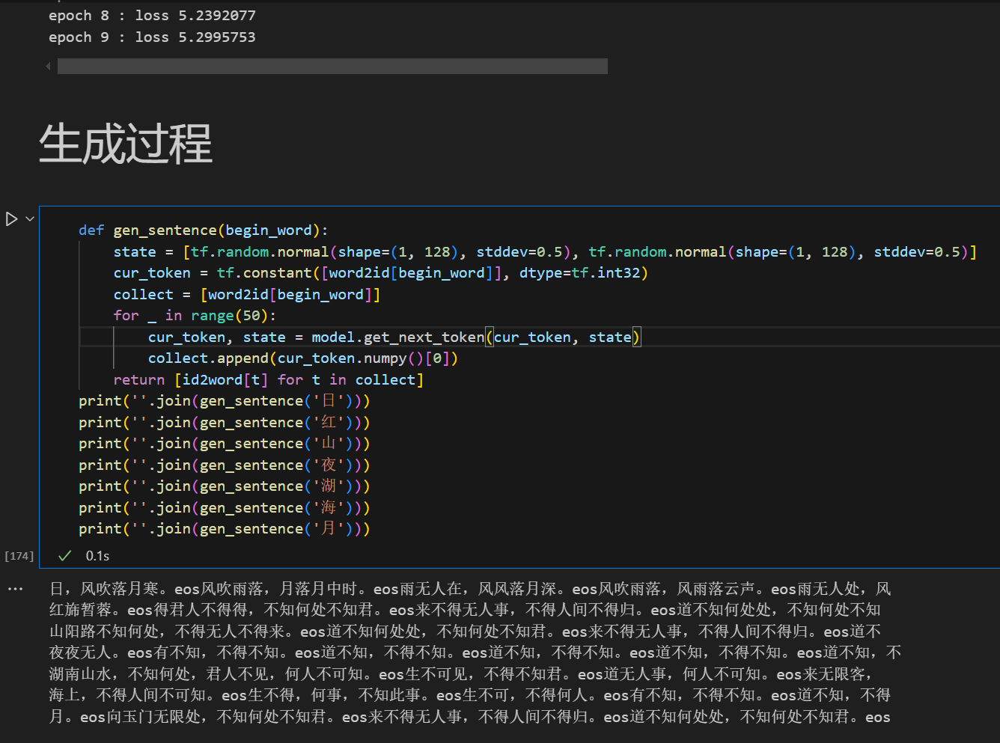 epoch 8 : loss 5.2392077
epoch 9 : loss 5.2995753
生成过程
def gen_sentence(begin_word):
state = [tf.random.normal(shape=(1, 128), stddev=0.5), tf.random.normal(shape=(1, 128), stddev=0.5)]
cur_token = tf.constant([word2id[begin_word]], dtype=tf.int32)
collect = [word2id[begin_word]]
for _ in range(50):
cur_token, state = model.get_next_token(cur_token, state)
collect.append(cur_token.numpy()[0])
return [id2word[t] for t in collect]
print(''.join(gen_sentence('日')))
print(''.join(gen_sentence('红')))
print(''.join(gen_sentence('山')))
print(''.join(gen_sentence('夜')))
print(''.join(gen_sentence('湖')))
print(''.join(gen_sentence('海')))
print(''.join(gen_sentence('月')))
[174] 0.1s
日，风吹落月寒。eos风吹雨落，月落月中时。eos雨无人在，风风落月深。eos风吹雨落，风雨落云声。eos雨无人处，风
红旆暂蓉。eos得君人不得得，不知何处不知君。eos来不得无人事，不得人间不得归。eos道不知何处处，不知何处不知
山阳路不知何处，不得无人不得来。eos道不知何处处，不知何处不知君。eos来不得无人事，不得人间不得归。eos道不
夜夜无人。eos有不知，不得不知。eos道不知，不得不知。eos道不知，不得不知。eos道不知，不得不知。eos道不知，不
湖南山水，不知何处，君人不见，何人不可知。eos生不可见，不得不知君。eos道无人事，何人不可知。eos来无限客，
海上，不得人间不可知。eos生不得，何事，不知此事。eos生不可，不得何人。eos有不知，不得不知。eos道不知，不得
月。eos向玉门无限处，不知何处不知君。eos来不得无人事，不得人间不得归。eos道不知何处处，不知何处不知君。eos